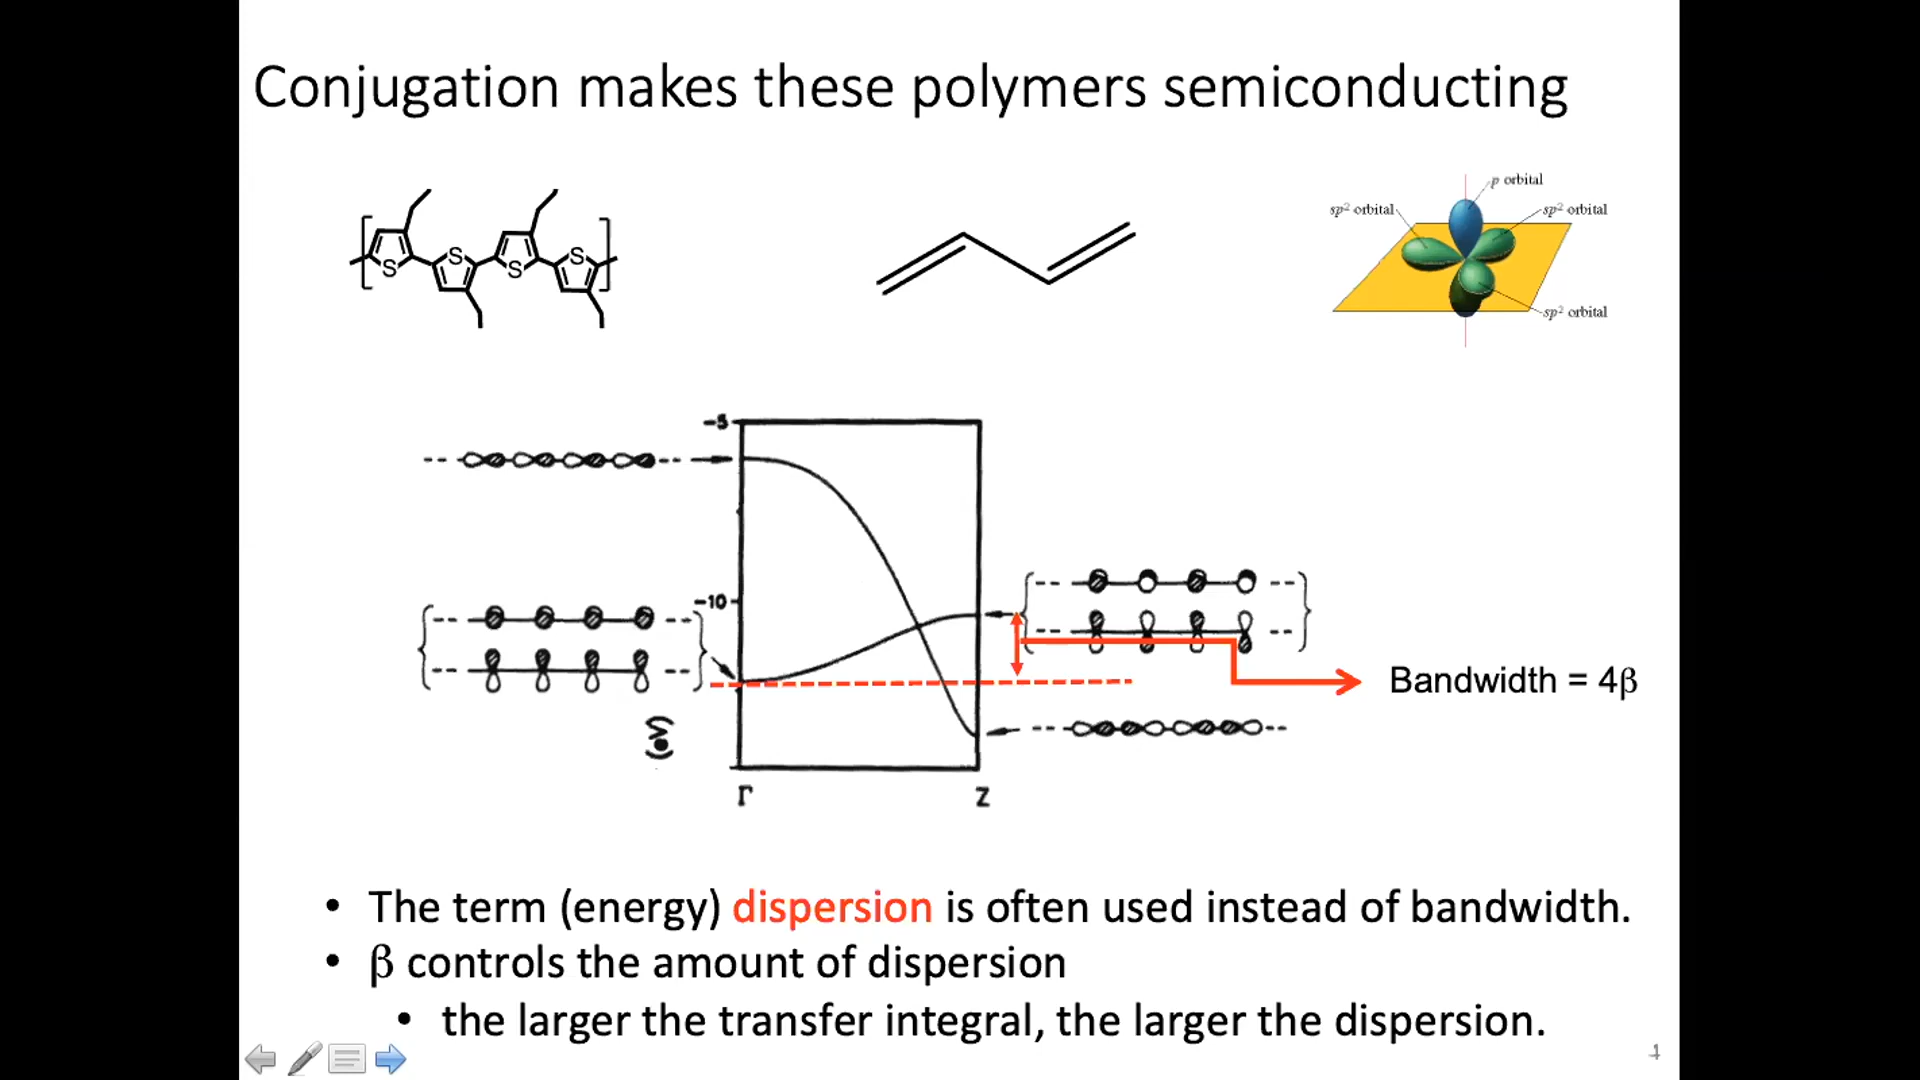 Conjugation makes these polymers semiconducting
p orbital
sp² orbital
sp² orbital
sp² orbital
S
S
S
S
-5
-10
(eV)
Γ
Z
Bandwidth = 4β
• The term (energy) dispersion is often used instead of bandwidth.
• β controls the amount of dispersion
• the larger the transfer integral, the larger the dispersion.